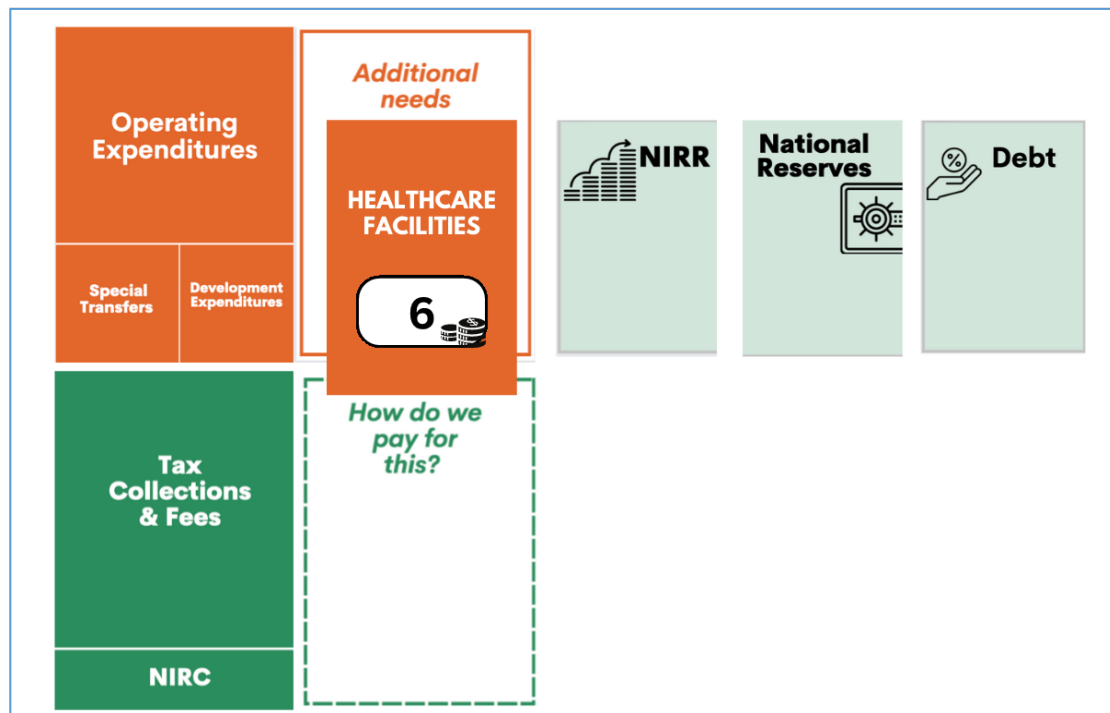 Operating
Expenditures
Special
Transfers
Development
Expenditures
Additional
needs
HEALTHCARE
FACILITIES
6
NIRR
National
Reserves
%
Debt
Tax
Collections
& Fees
NIRC
How do we
pay for
this?
$